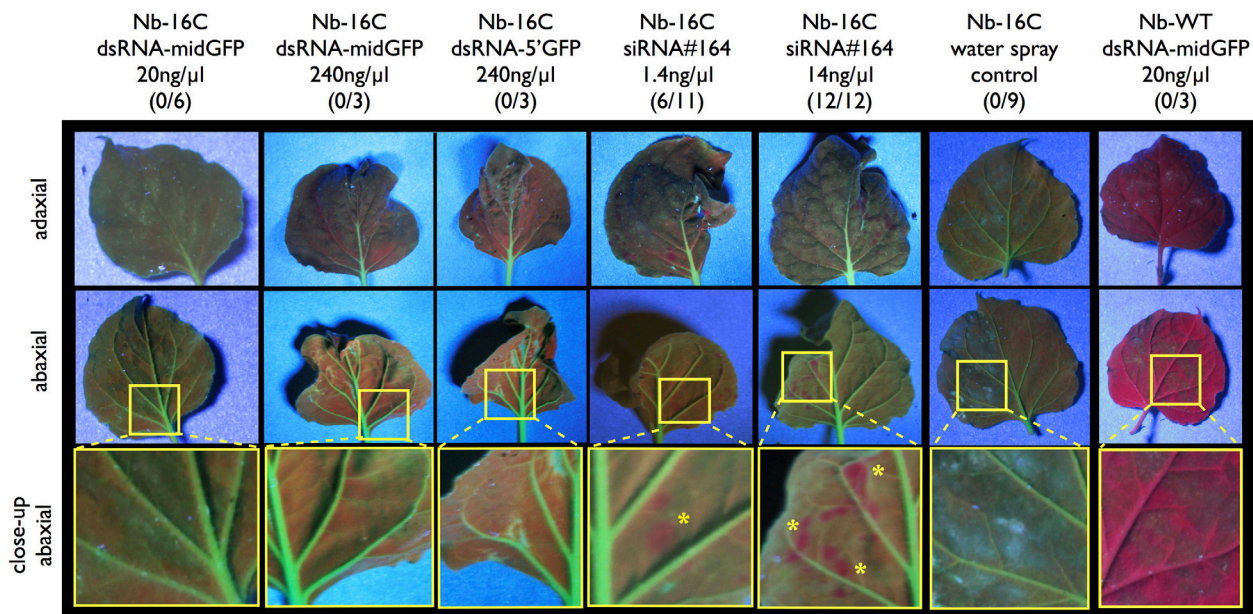 Nb-16C
dsRNA-midGFP
20ng/µl
(0/6)
Nb-16C
dsRNA-midGFP
240ng/µl
(0/3)
Nb-16C
dsRNA-5'GFP
240ng/µl
(0/3)
Nb-16C
siRNA#164
1.4ng/µl
(6/11)
Nb-16C
siRNA#164
14ng/µl
(12/12)
Nb-16C
water spray
control
(0/9)
Nb-WT
dsRNA-midGFP
20ng/µl
(0/3)
adaxial
abaxial
close-up
abaxial
*
*
*
*